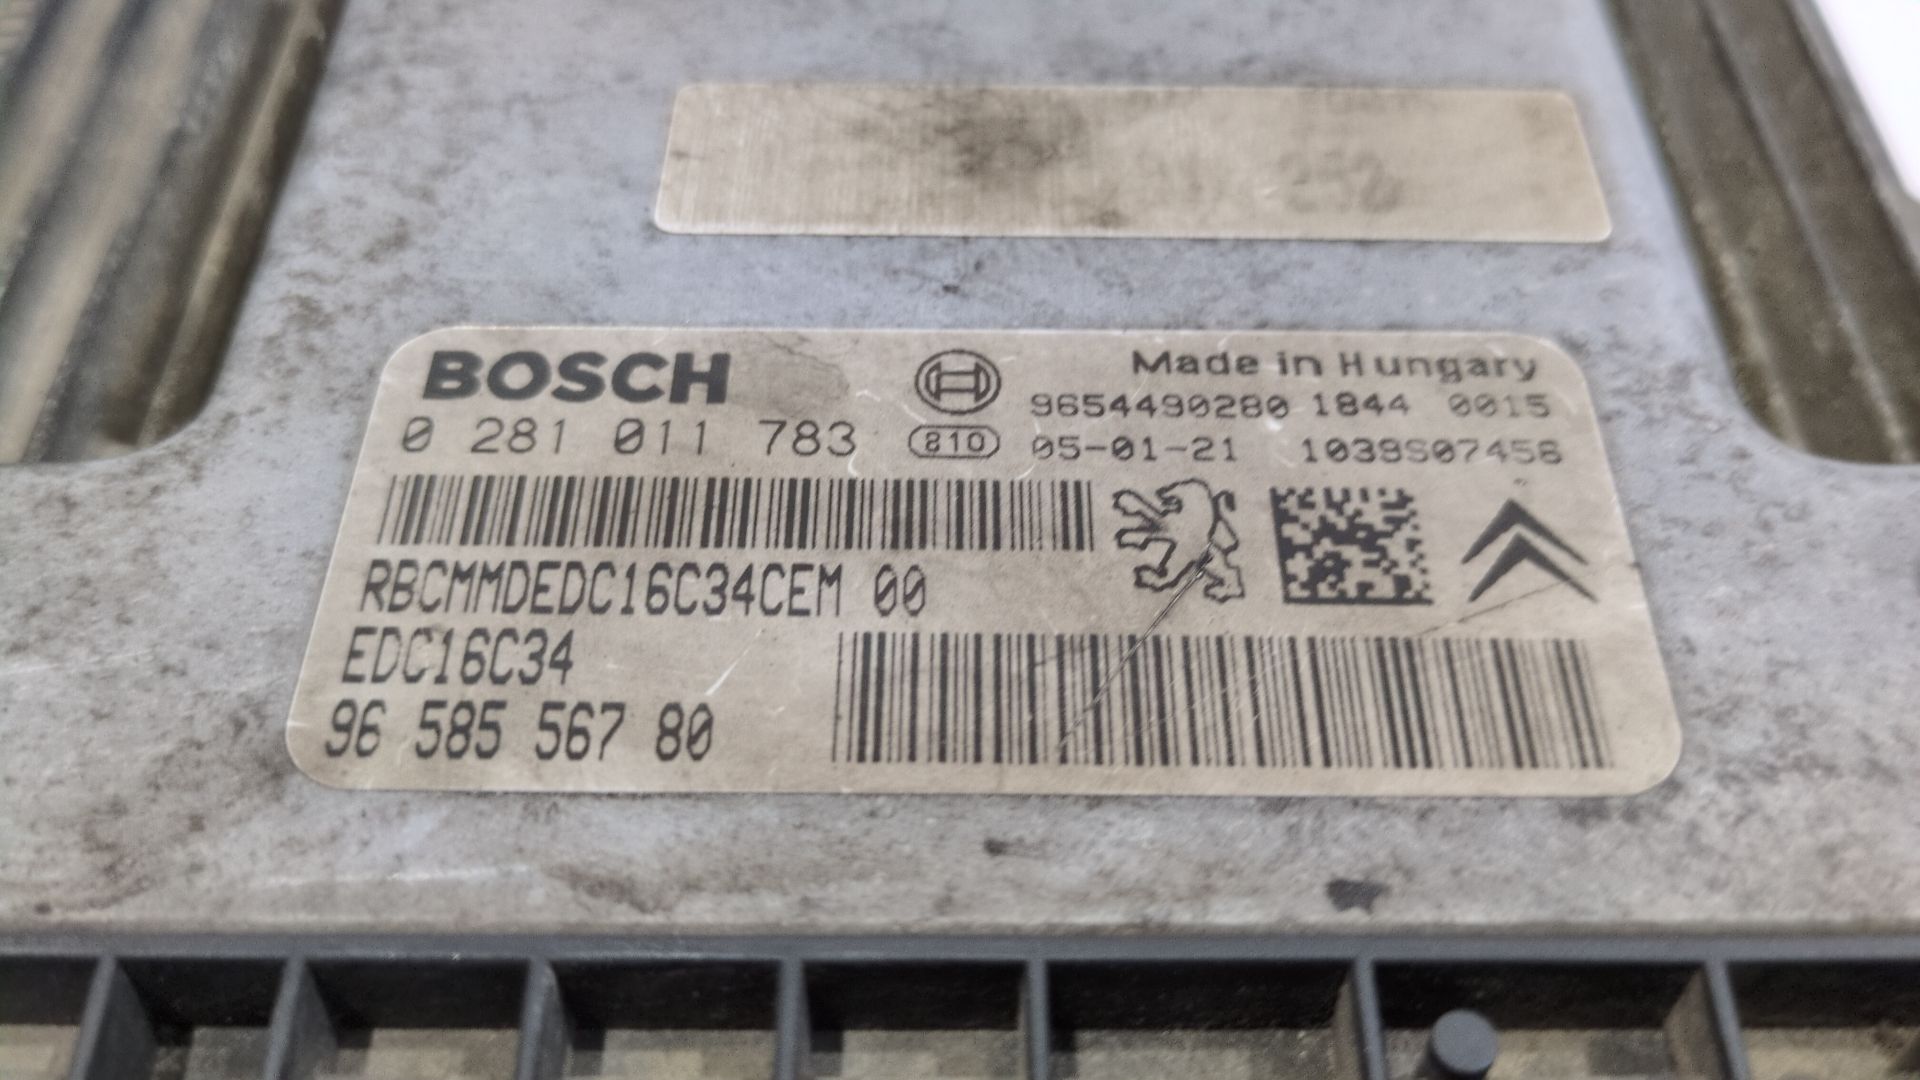 BOSCH
Made in Hungary
9654490280 1844 0015
0 281 011 783
810
05-01-21 1039S07456
RBCMMDEDC16C34CEM 00
EDC16C34
96 585 567 80